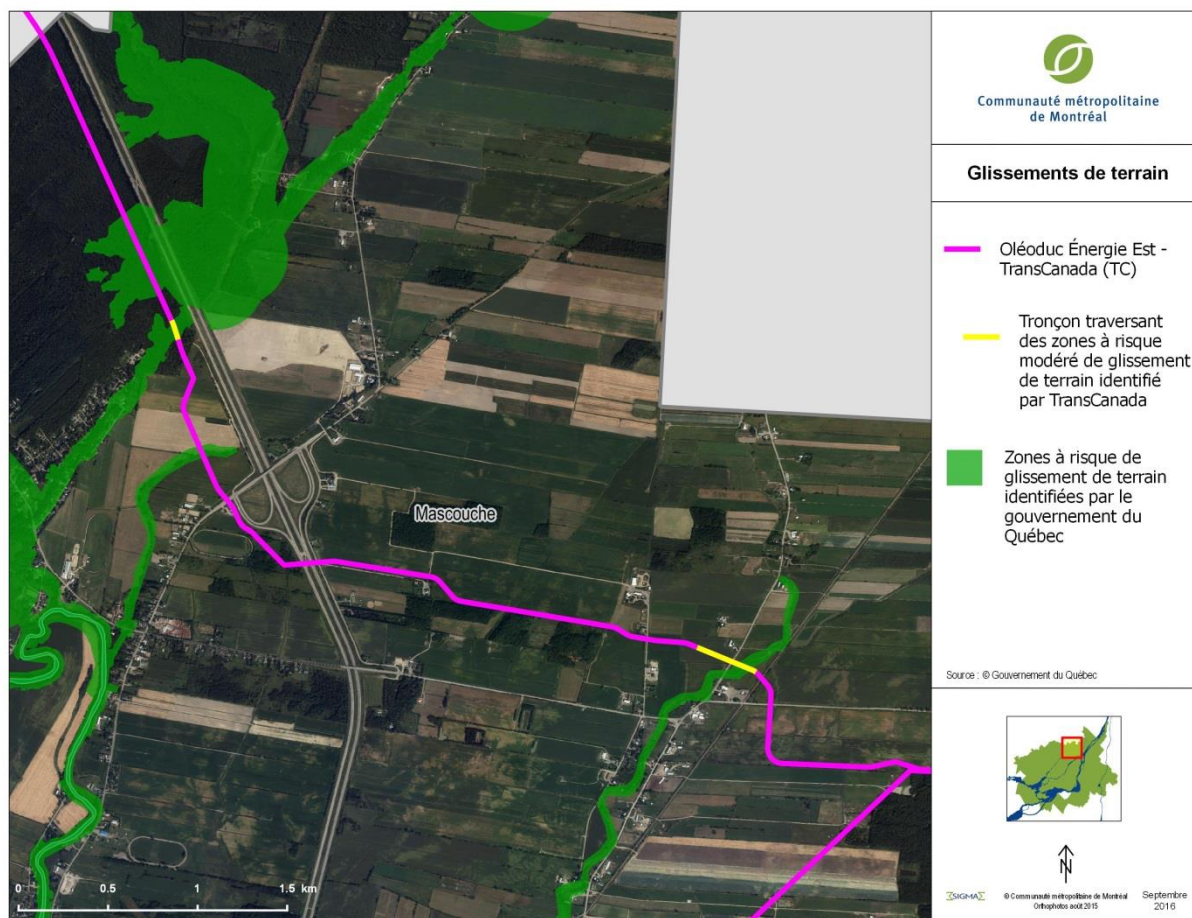 Communauté métropolitaine
de Montréal
Glissements de terrain
Oléoduc Énergie Est -
TransCanada (TC)
Tronçon traversant
des zones à risque
modéré de glissement
de terrain identifié
par TransCanada
Zones à risque de
glissement de terrain
identifiées par le
gouvernement du
Québec
Source : © Gouvernement du Québec
Mascouche
0 0.5 1 1.5 km
N
ΣSIGMAΣ
© Communauté métropolitaine de Montréal
Orthophotos août 2015
Septembre
2016